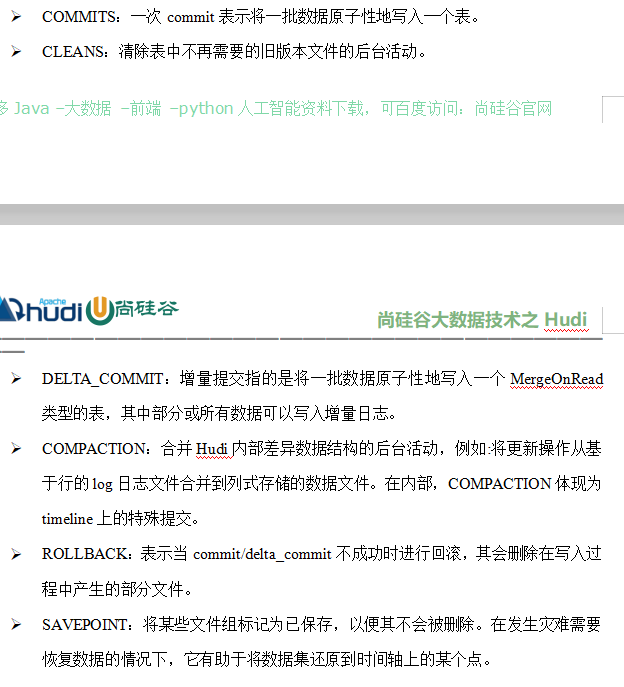 ➢ COMMITS：一次 commit 表示将一批数据原子性地写入一个表。
➢ CLEANS：清除表中不再需要的旧版本文件的后台活动。
Java –大数据 –前端 –python 人工智能资料下载，可百度访问：尚硅谷官网
Apache
hudi 尚硅谷
尚硅谷大数据技术之 Hudi
➢ DELTA_COMMIT：增量提交指的是将一批数据原子性地写入一个 MergeOnRead
类型的表，其中部分或所有数据可以写入增量日志。
➢ COMPACTION：合并 Hudi 内部差异数据结构的后台活动，例如:将更新操作从基
于行的 log 日志文件合并到列式存储的数据文件。在内部，COMPACTION 体现为
timeline 上的特殊提交。
➢ ROLLBACK：表示当 commit/delta_commit 不成功时进行回滚，其会删除在写入过
程中产生的部分文件。
➢ SAVEPOINT：将某些文件组标记为已保存，以便其不会被删除。在发生灾难需要
恢复数据的情况下，它有助于将数据集还原到时间轴上的某个点。